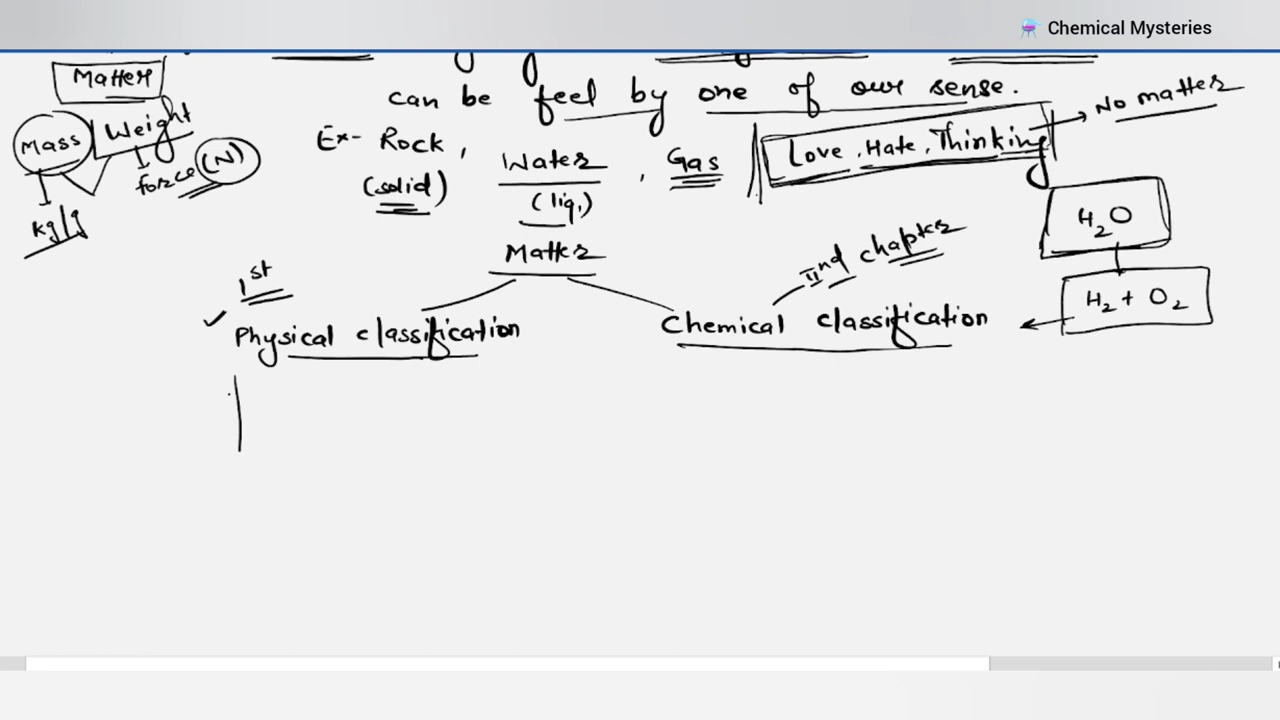 Chemical Mysteries
Matter
can be feel by one of our sense.
No matter
Mass
Weight
Ex- Rock, Water, Gas
Love, Hate, Thinking
force (N)
(solid)
(liq.)
kg/g
H₂O
Matter
IInd chapter
1st
H₂ + O₂
Physical classification
Chemical classification